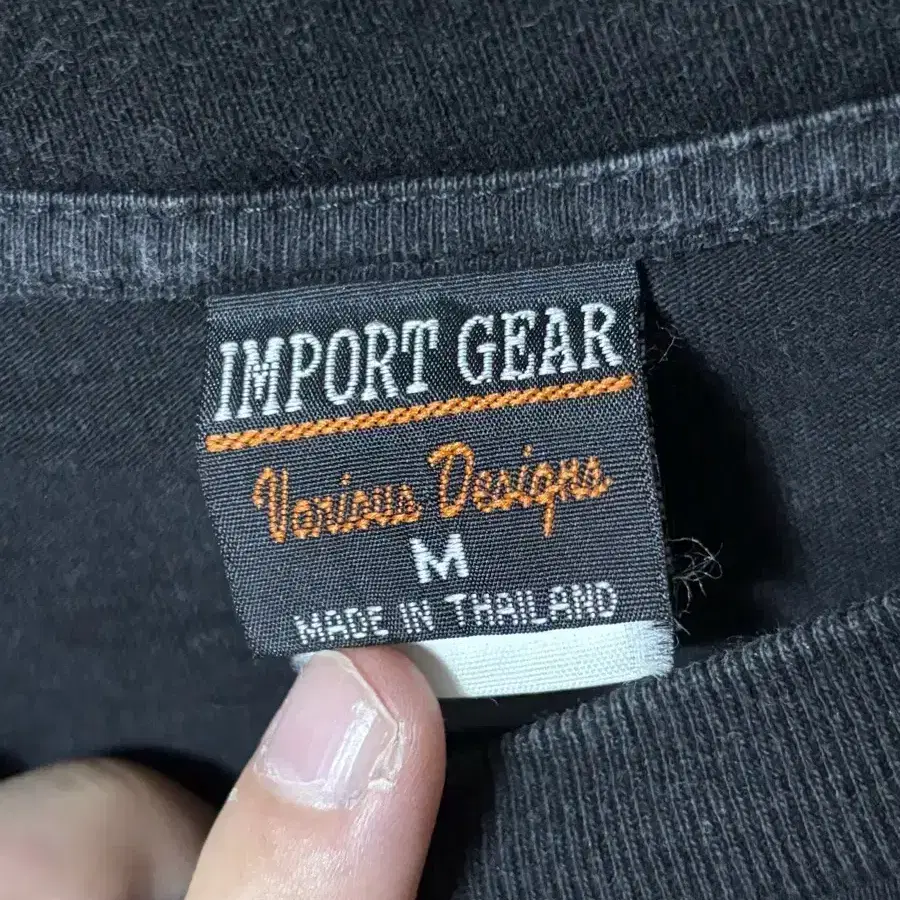 IMPORT GEAR
Various Designs
M
MADE IN THAILAND